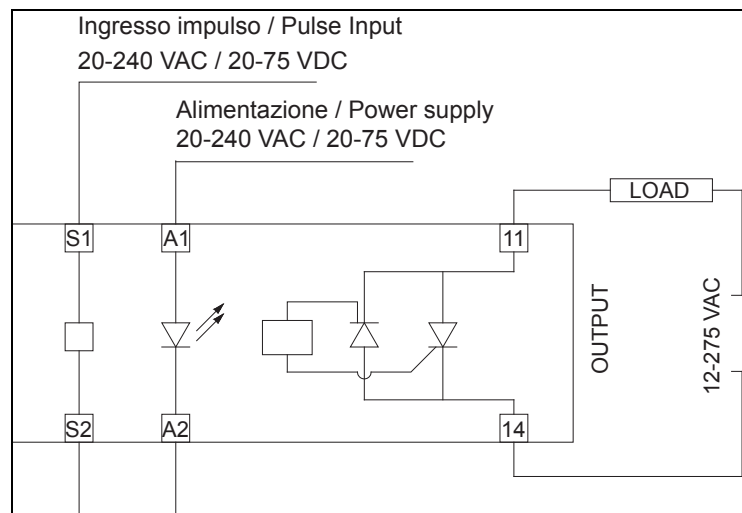 Ingresso impulso / Pulse Input
20-240 VAC / 20-75 VDC
Alimentazione / Power supply
20-240 VAC / 20-75 VDC
LOAD
S1
A1
11
OUTPUT
12-275 VAC
S2
A2
14